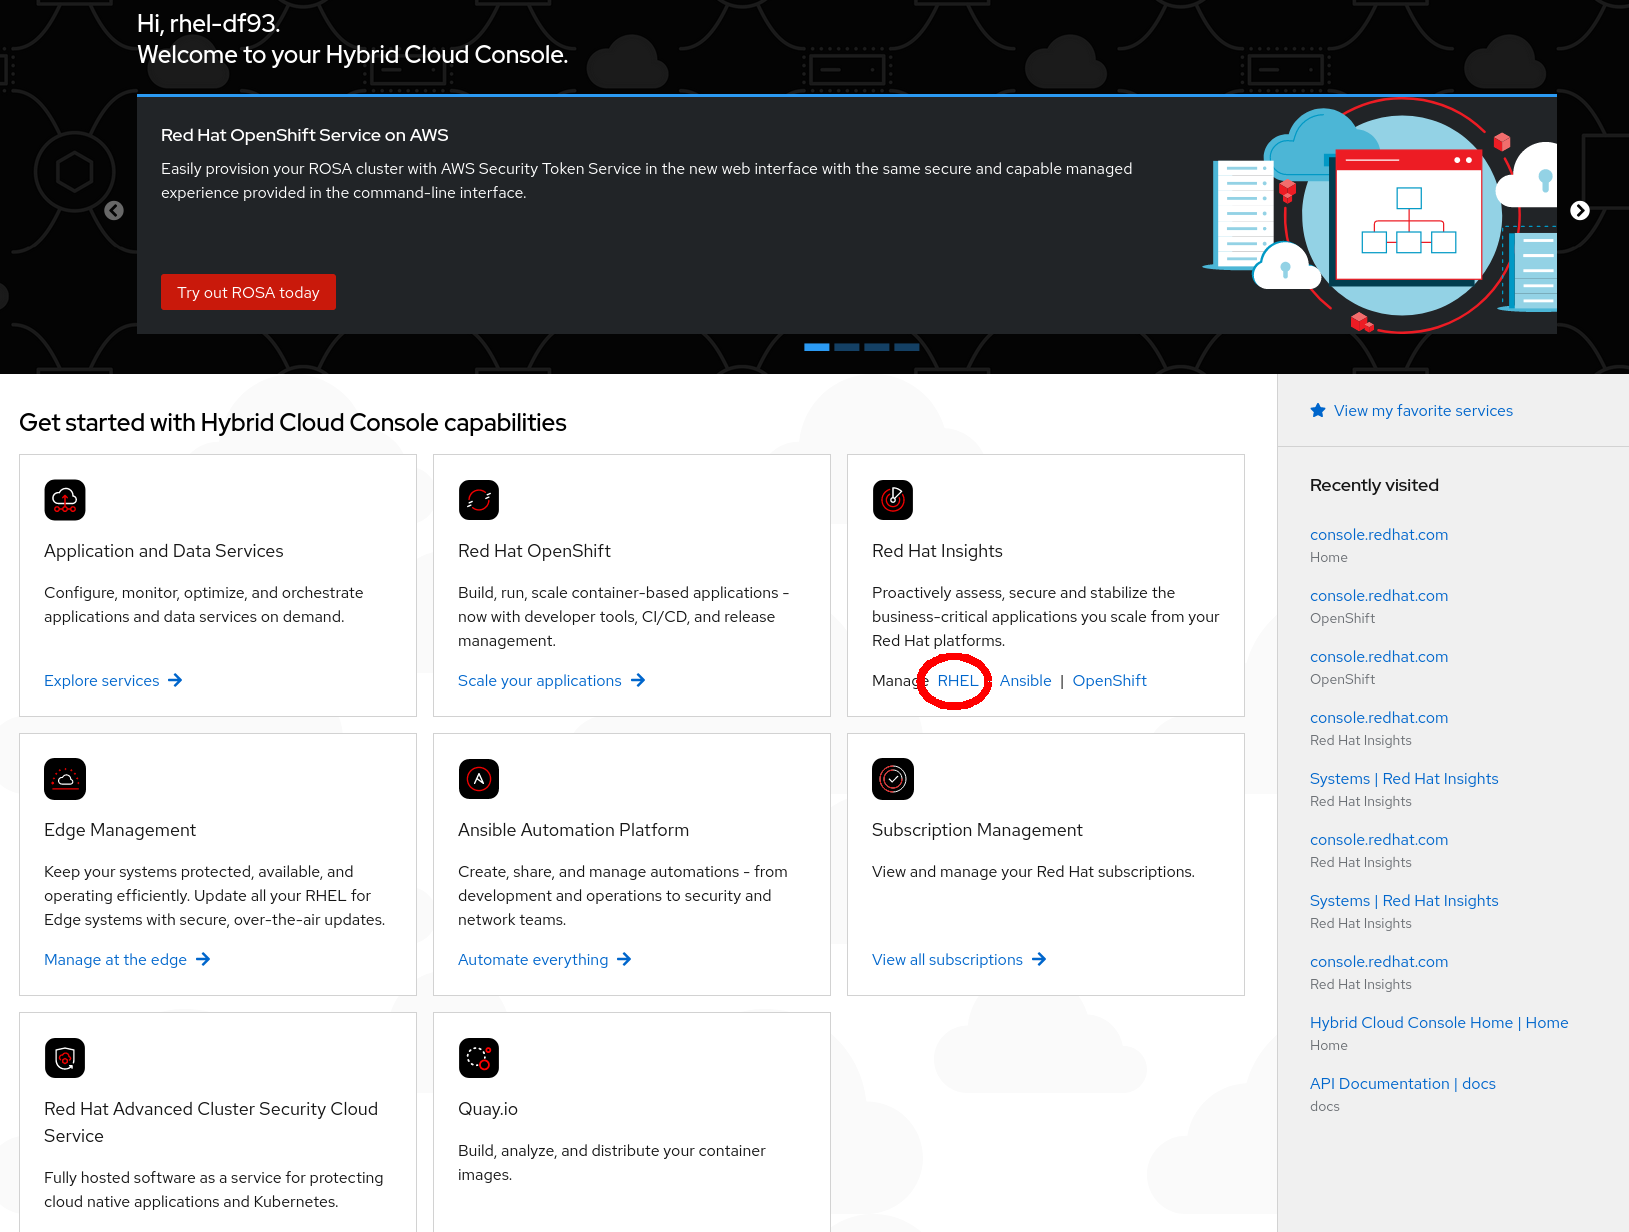 Hi, rhel-df93.
Welcome to your Hybrid Cloud Console.
Red Hat OpenShift Service on AWS
Easily provision your ROSA cluster with AWS Security Token Service in the new web interface with the same secure and capable managed
experience provided in the command-line interface.
Try out ROSA today
Get started with Hybrid Cloud Console capabilities
Application and Data Services
Configure, monitor, optimize, and orchestrate
applications and data services on demand.
Explore services
Red Hat OpenShift
Build, run, scale container-based applications -
now with developer tools, CI/CD, and release
management.
Scale your applications
Red Hat Insights
Proactively assess, secure and stabilize the
business-critical applications you scale from your
Red Hat platforms.
Manage RHEL Ansible | OpenShift
Edge Management
Keep your systems protected, available, and
operating efficiently. Update all your RHEL for
Edge systems with secure, over-the-air updates.
Manage at the edge
Ansible Automation Platform
Create, share, and manage automations - from
development and operations to security and
network teams.
Automate everything
Subscription Management
View and manage your Red Hat subscriptions.
View all subscriptions
Red Hat Advanced Cluster Security Cloud
Service
Fully hosted software as a service for protecting
cloud native applications and Kubernetes.
Quay.io
Build, analyze, and distribute your container
images.
View my favorite services
Recently visited
console.redhat.com
Home
console.redhat.com
OpenShift
console.redhat.com
OpenShift
console.redhat.com
Red Hat Insights
Systems | Red Hat Insights
Red Hat Insights
console.redhat.com
Red Hat Insights
Systems | Red Hat Insights
Red Hat Insights
console.redhat.com
Red Hat Insights
Hybrid Cloud Console Home | Home
Home
API Documentation | docs
docs